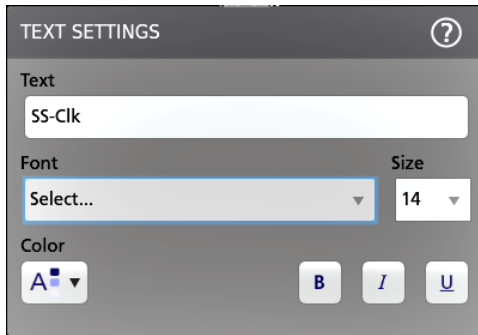 TEXT SETTINGS ?
Text
SS-Clk
Font Size
Select... 14
Color
A B I U